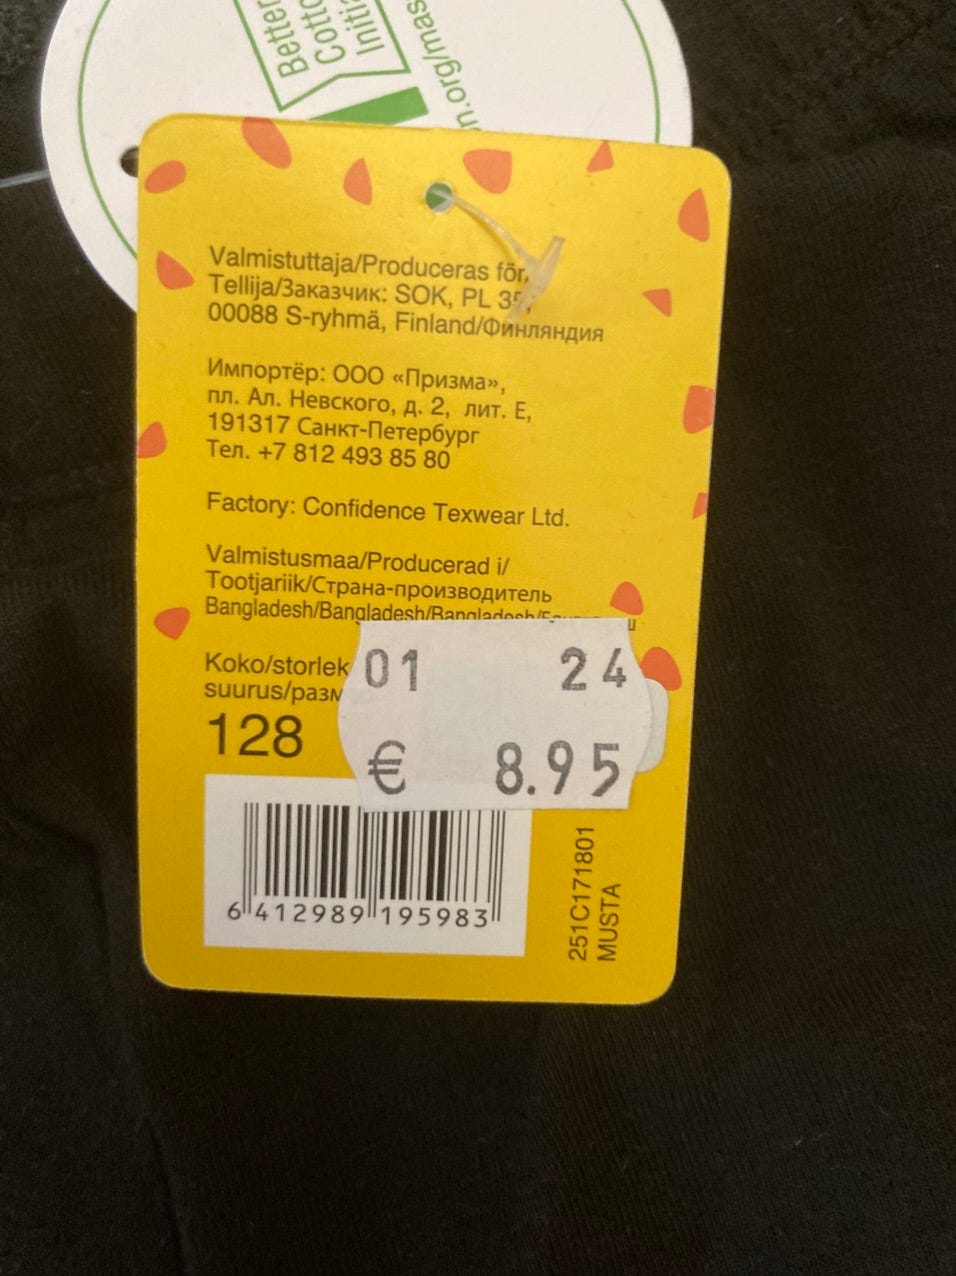 Better
Cotto
Initia
n.org/mas
Valmistuttaja/Produceras för/
Tellija/Заказчик: SOK, PL 35,
00088 S-ryhmä, Finland/Финляндия
Импортёр: ООО «Призма»,
пл. Ал. Невского, д. 2, лит. Е,
191317 Санкт-Петербург
Тел. +7 812 493 85 80
Factory: Confidence Texwear Ltd.
Valmistusmaa/Producerad i/
Tootjariik/Страна-производитель
Bangladesh/Bangladesh/Bangladesh/
Koko/storlek
suurus/разм
128
01 24
€ 8.95
6 412989 195983
251C171801
MUSTA